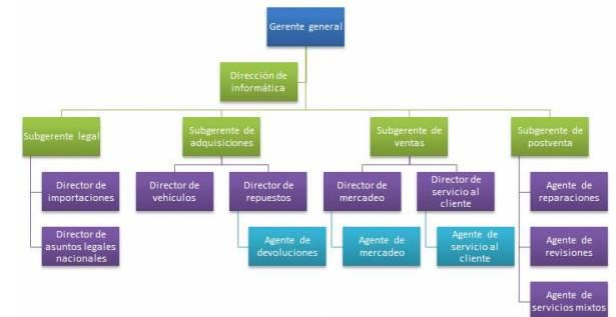 Gerente general
Dirección de
informática
Subgerente legal
Subgerente de
adquisiciones
Subgerente de
ventas
Subgerente de
postventa
Director de
importaciones
Director de
vehículos
Director de
repuestos
Director de
mercadeo
Director de
servicio al
cliente
Agente de
reparaciones
Director de
asuntos legales
nacionales
Agente de
devoluciones
Agente de
mercadeo
Agente de
servicio al
cliente
Agente de
revisiones
Agente de
servicios mixtos